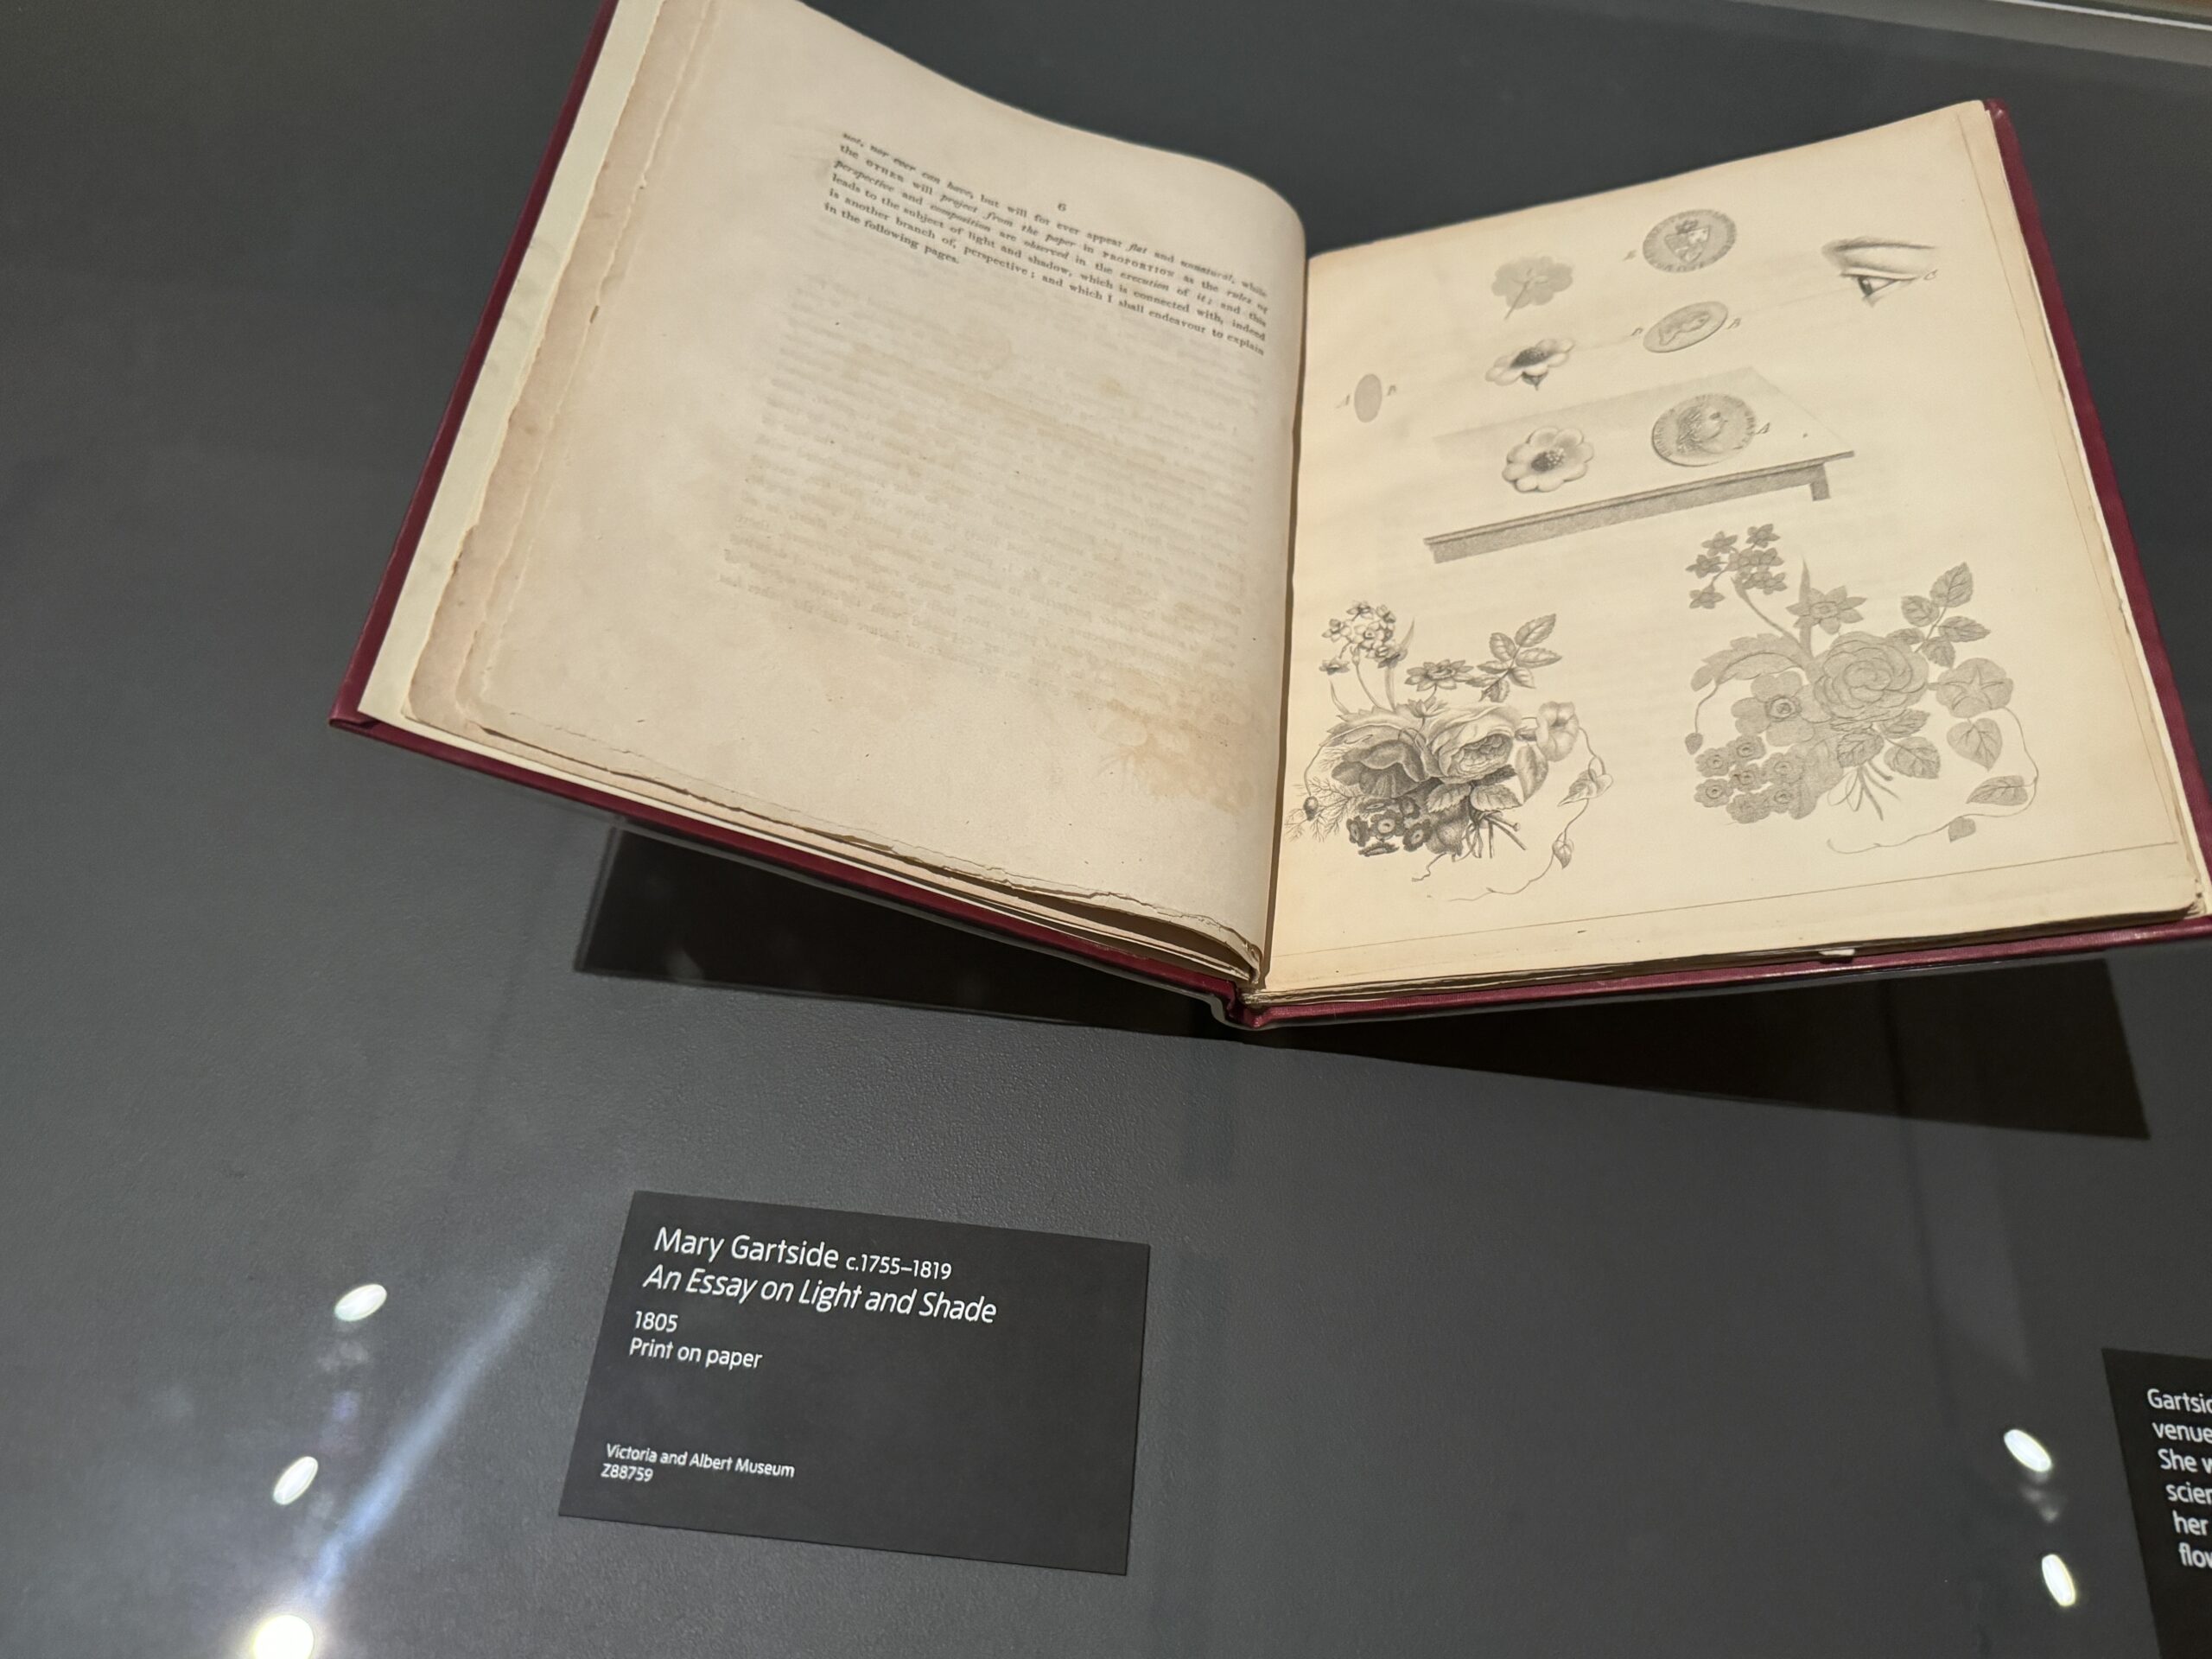 6
not, nor ever can have, but will for ever appear flat and unnatural, while
the OTHER will project from the paper in PROPORTION as the rules of
perspective and composition are observed in the execution of it; and this
leads to the subject of light and shadow, which is connected with, indeed
is another branch of, perspective; and which I shall endeavour to explain
in the following pages.
A B
Mary Gartside c.1755–1819
An Essay on Light and Shade
1805
Print on paper
Victoria and Albert Museum
Z88759
venue
She
her